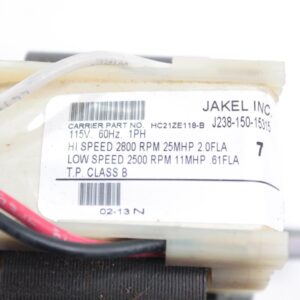 JAKEL INC.
CARRIER PART NO. HC21ZE118-B J238-150-15315
115V. 60Hz. 1PH
HI SPEED 2800 RPM 25MHP 2.0FLA
7
LOW SPEED 2500 RPM 11MHP .61FLA
T.P. CLASS B
02-13 N